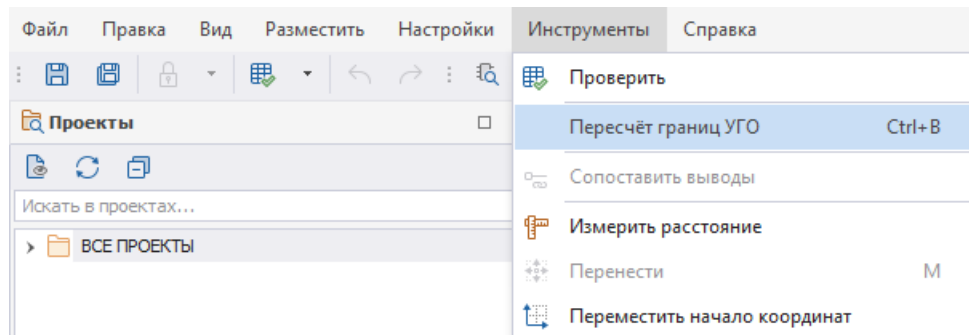 Файл Правка Вид Разместить Настройки Инструменты Справка
Проверить
Проекты
Пересчёт границ УГО Ctrl+B
Сопоставить выводы
Искать в проектах...
Измерить расстояние
ВСЕ ПРОЕКТЫ
Перенести M
Переместить начало координат